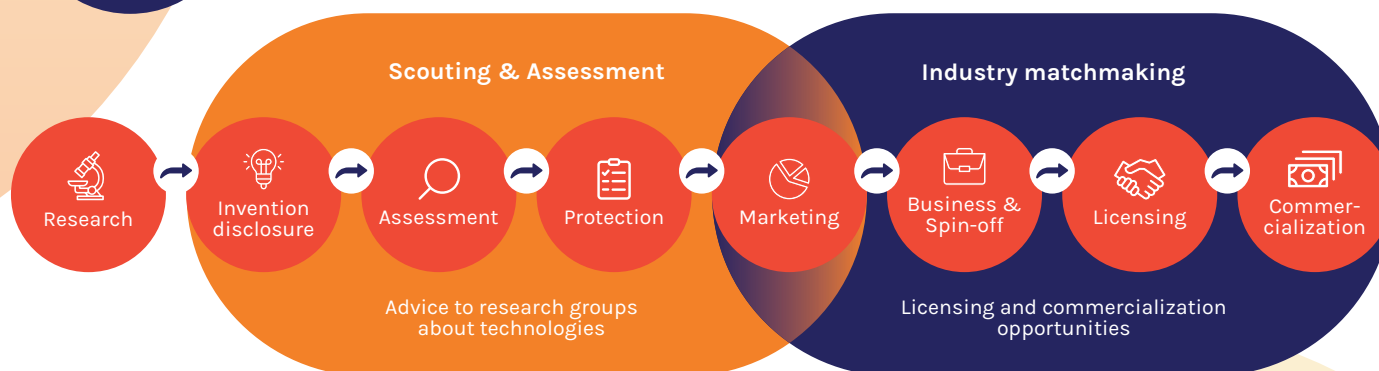 Scouting & Assessment
Industry matchmaking
Research
Invention
disclosure
Assessment
Protection
Marketing
Business &
Spin-off
Licensing
Commer-
cialization
Advice to research groups
about technologies
Licensing and commercialization
opportunities